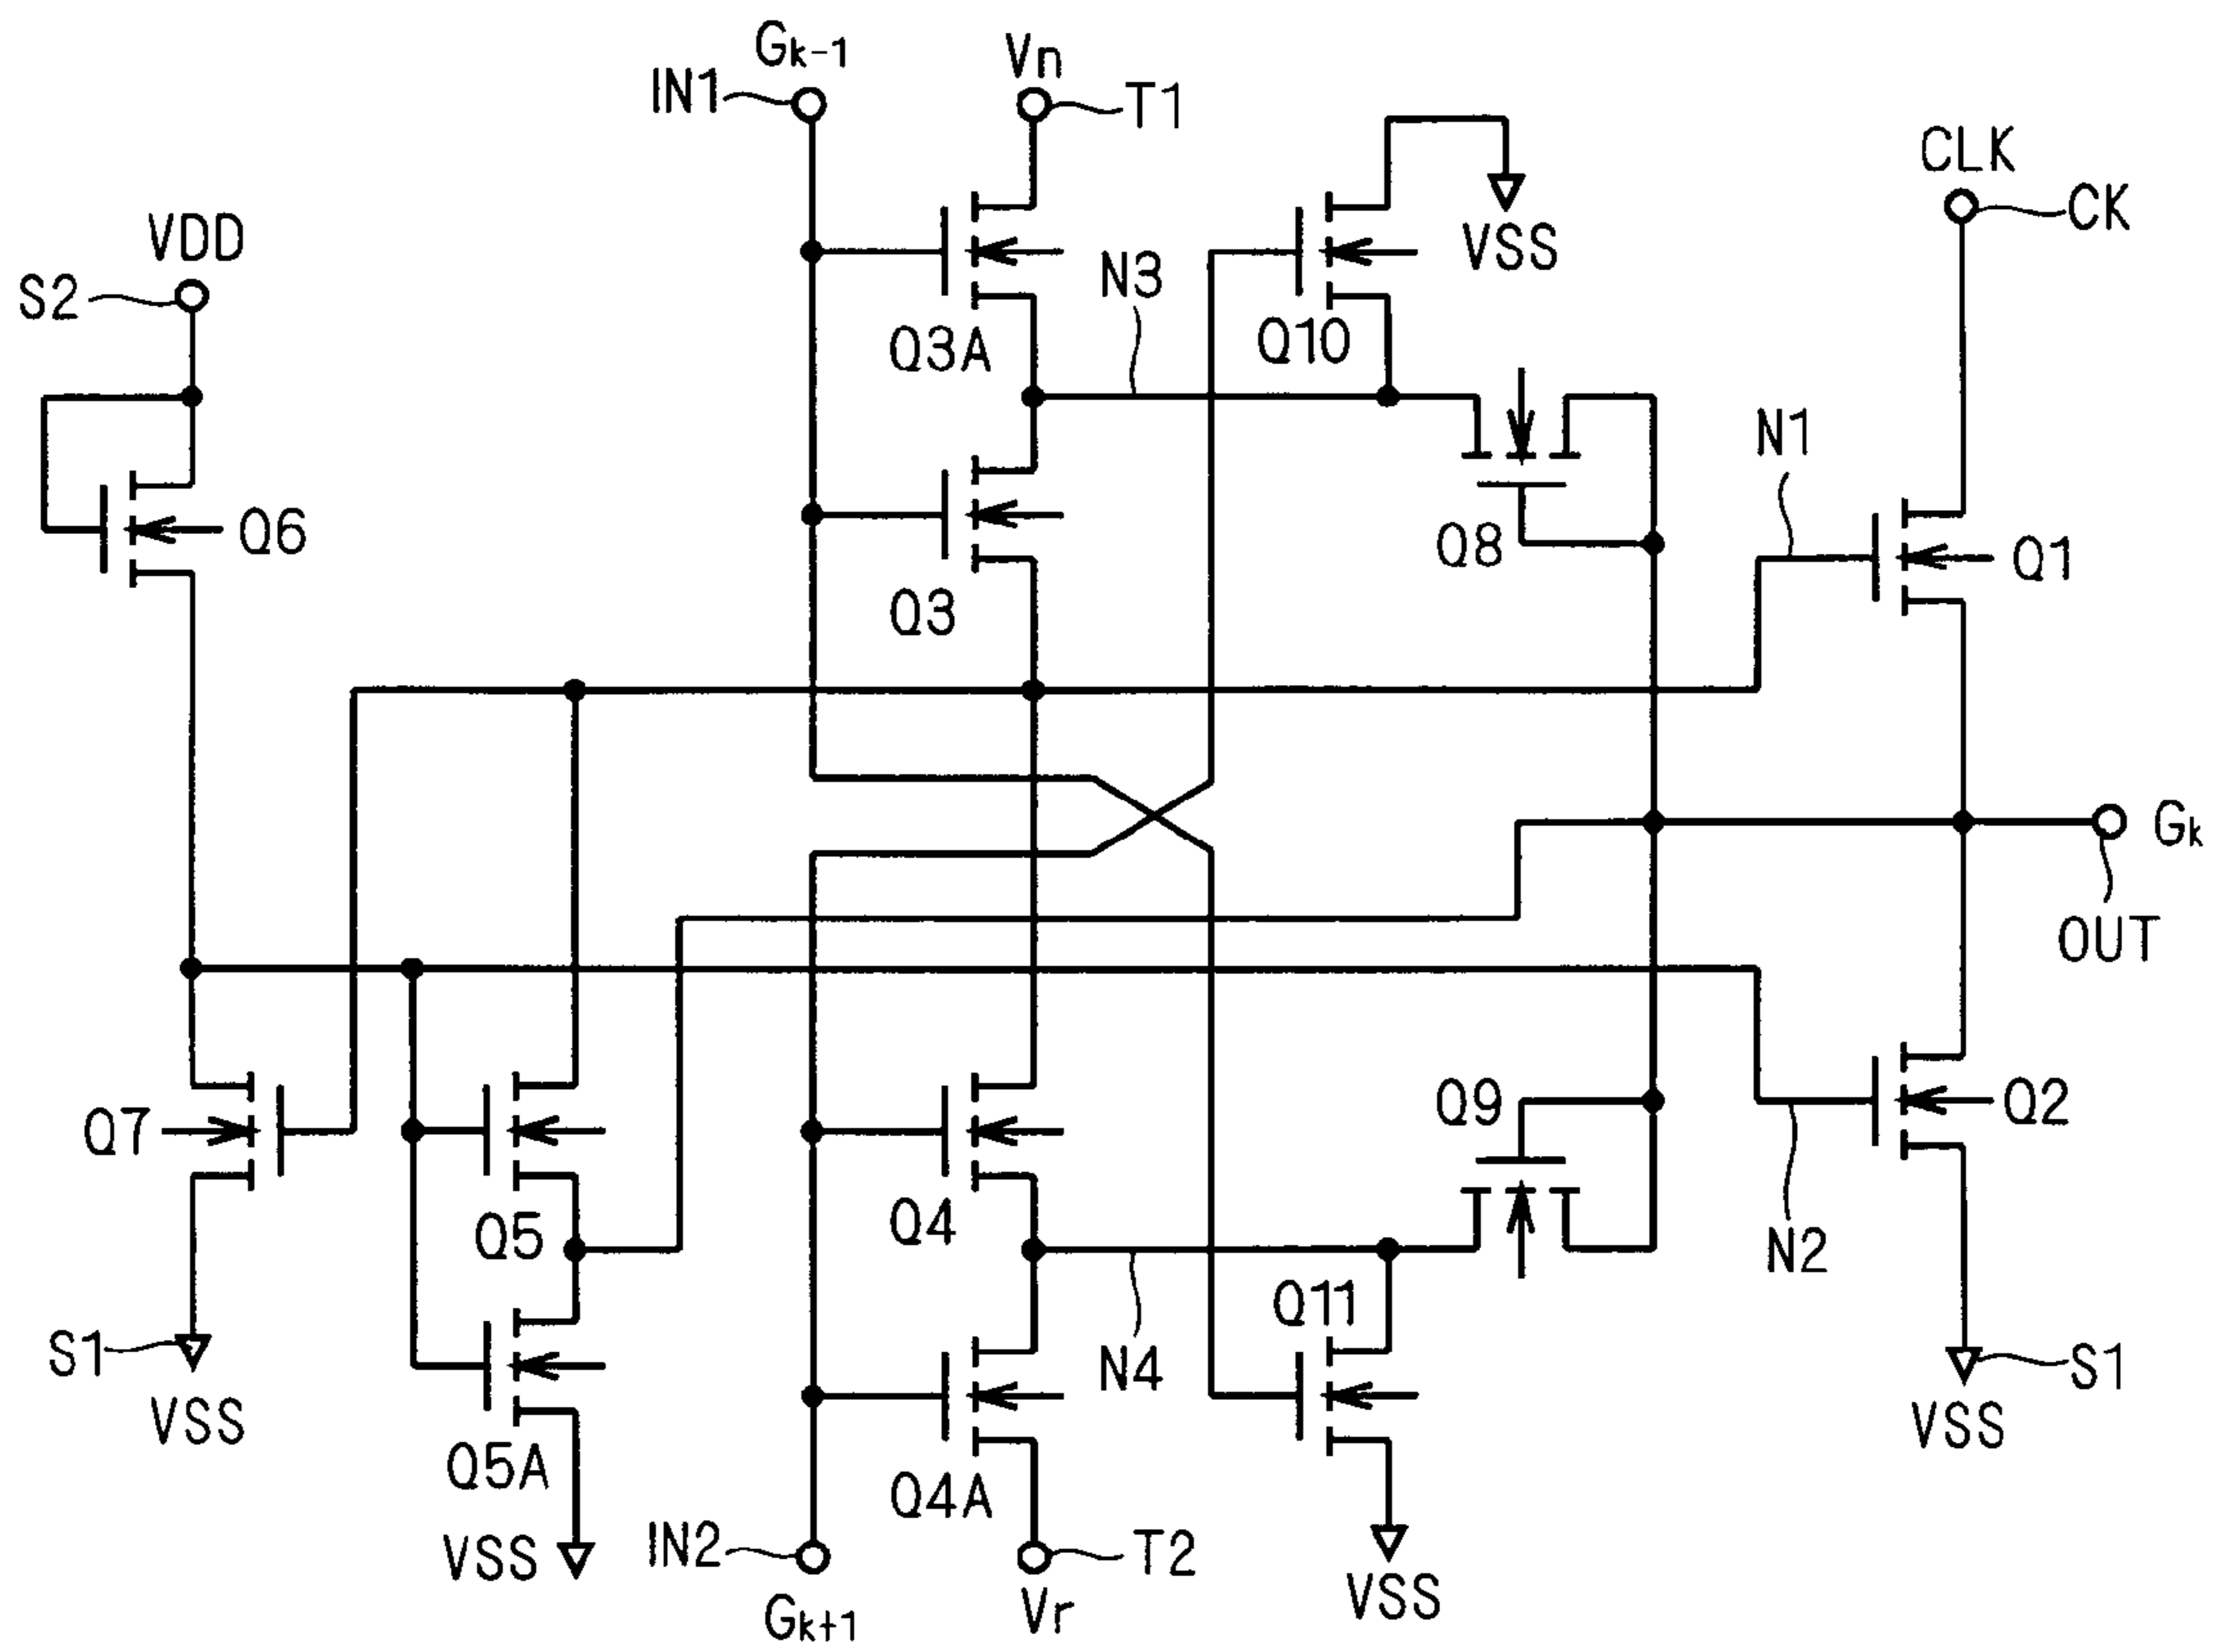 Gk-1
Vn
IN1
T1
CLK
CK
VDD
S2
N3
VSS
Q3A
Q10
N1
Q6
Q8
Q1
Q3
Gk
OUT
Q7
Q9
Q2
Q5
Q4
N2
Q11
S1
N4
S1
VSS
VSS
Q5A
Q4A
VSS
IN2
T2
VSS
Gk+1
Vr